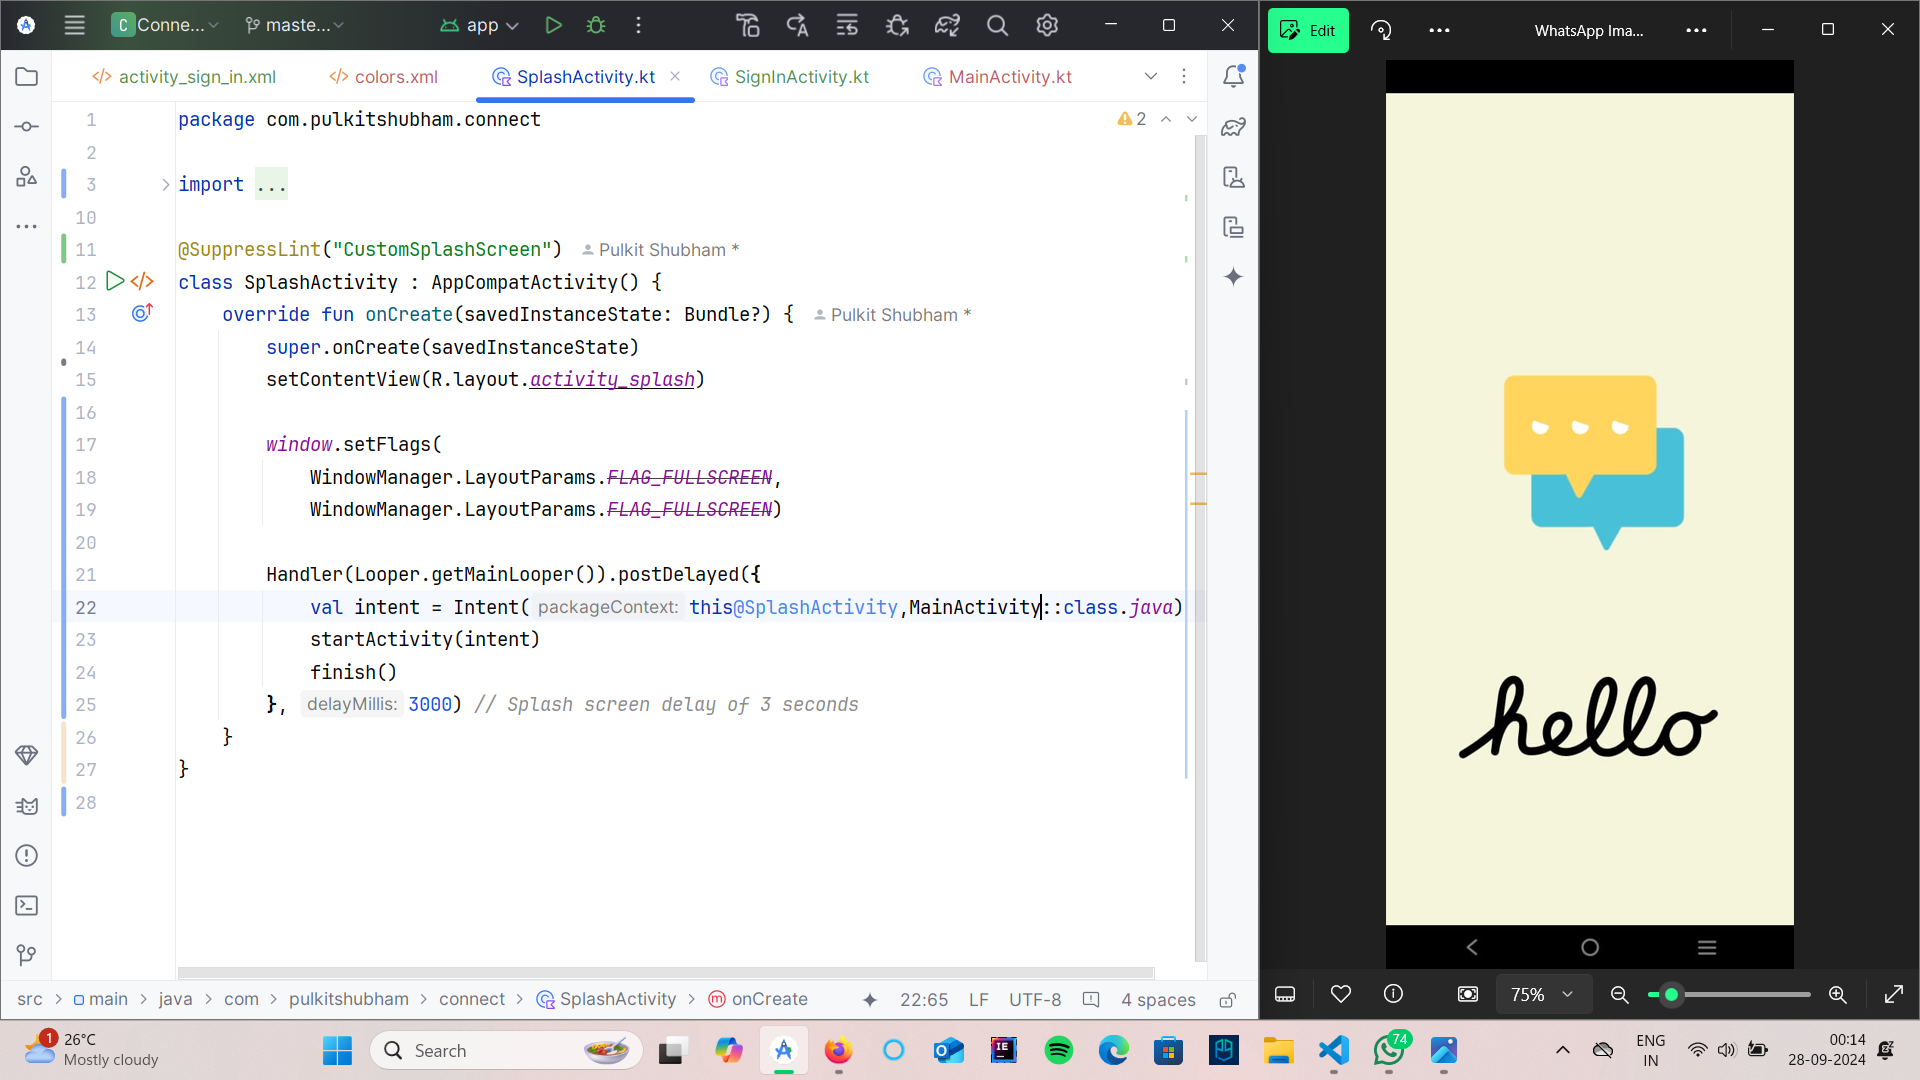 C Conne... maste... app
activity_sign_in.xml colors.xml SplashActivity.kt SignInActivity.kt MainActivity.kt
1 package com.pulkitshubham.connect 2
2
3 import ...
10
11 @SuppressLint("CustomSplashScreen") Pulkit Shubham *
12 class SplashActivity : AppCompatActivity() {
13 override fun onCreate(savedInstanceState: Bundle?) { Pulkit Shubham *
14 super.onCreate(savedInstanceState)
15 setContentView(R.layout.activity_splash)
16
17 window.setFlags(
18 WindowManager.LayoutParams.FLAG_FULLSCREEN,
19 WindowManager.LayoutParams.FLAG_FULLSCREEN)
20
21 Handler(Looper.getMainLooper()).postDelayed({
22 val intent = Intent( packageContext: this@SplashActivity,MainActivity::class.java)
23 startActivity(intent)
24 finish()
25 }, delayMillis: 3000) // Splash screen delay of 3 seconds
26 }
27 }
28
src > main > java > com > pulkitshubham > connect > SplashActivity > onCreate 22:65 LF UTF-8 4 spaces
Edit WhatsApp Ima...
hello
75%
1
26°C
Mostly cloudy
Search
74
ENG
IN
00:14
28-09-2024